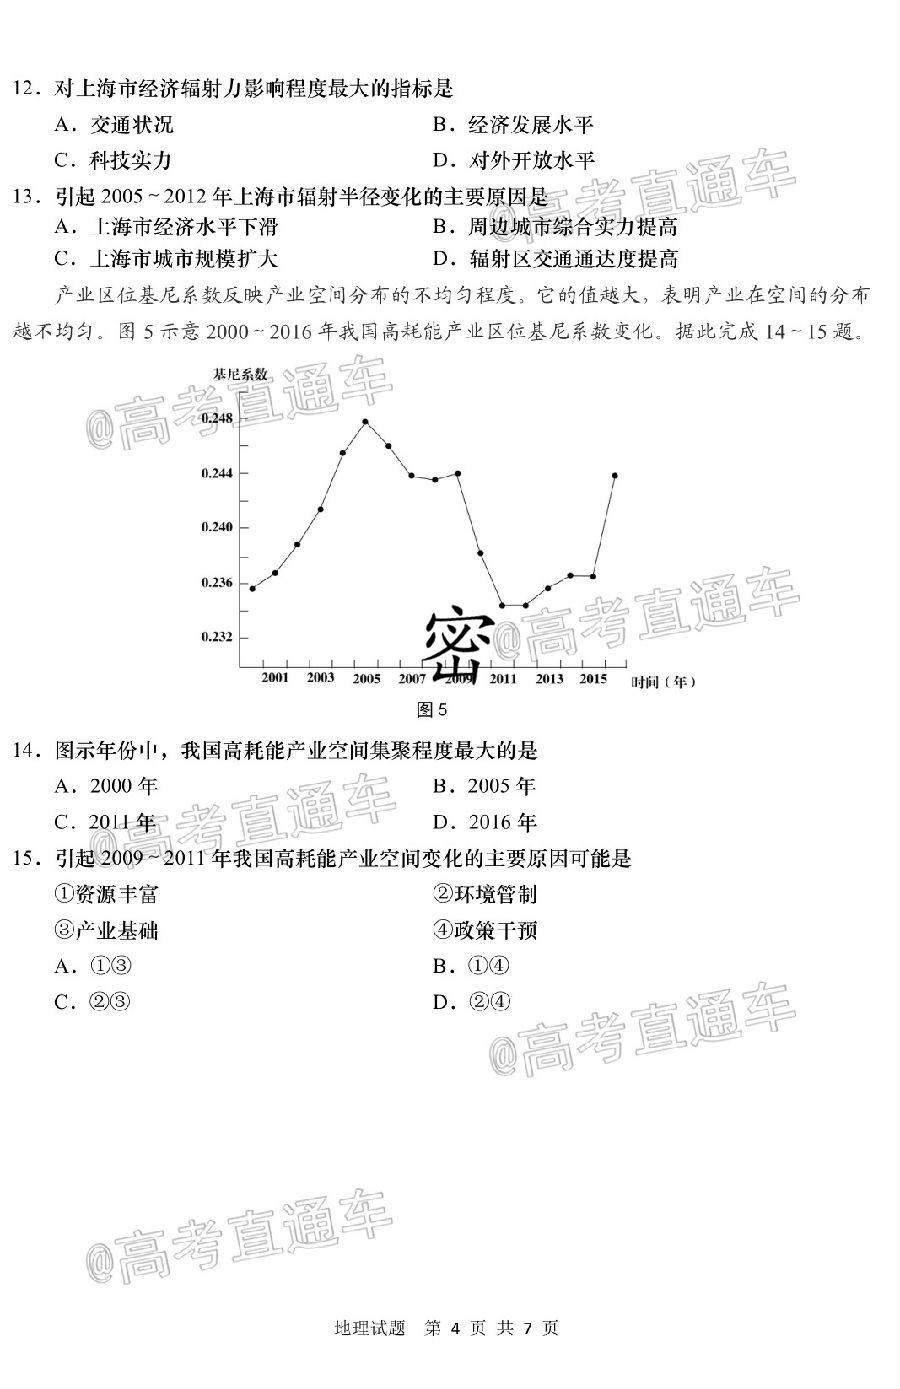 12．对上海市经济辐射力影响程度最大的指标是
A．交通状况 B．经济发展水平
C．科技实力 D．对外开放水平
13．引起 2005～2012 年上海市辐射半径变化的主要原因是
A．上海市经济水平下滑 B．周边城市综合实力提高
C．上海市城市规模扩大 D．辐射区交通通达度提高
产业区位基尼系数反映产业空间分布的不均匀程度。它的值越大，表明产业在空间的分布
越不均匀。图 5 示意 2000～2016 年我国高耗能产业区位基尼系数变化。据此完成 14～15 题。
基尼系数
0.248
0.244
0.240
0.236
0.232
2001 2003 2005 2007 2009 2011 2013 2015 时间（年）
密
图 5
14．图示年份中，我国高耗能产业空间集聚程度最大的是
A．2000 年 B．2005 年
C．2011 年 D．2016 年
15．引起 2009～2011 年我国高耗能产业空间变化的主要原因可能是
①资源丰富 ②环境管制
③产业基础 ④政策干预
A．①③ B．①④
C．②③ D．②④
地理试题 第 4 页 共 7 页
@高考直通车
@高考直通车
@高考直通车
@高考直通车
@高考直通车
@高考直通车